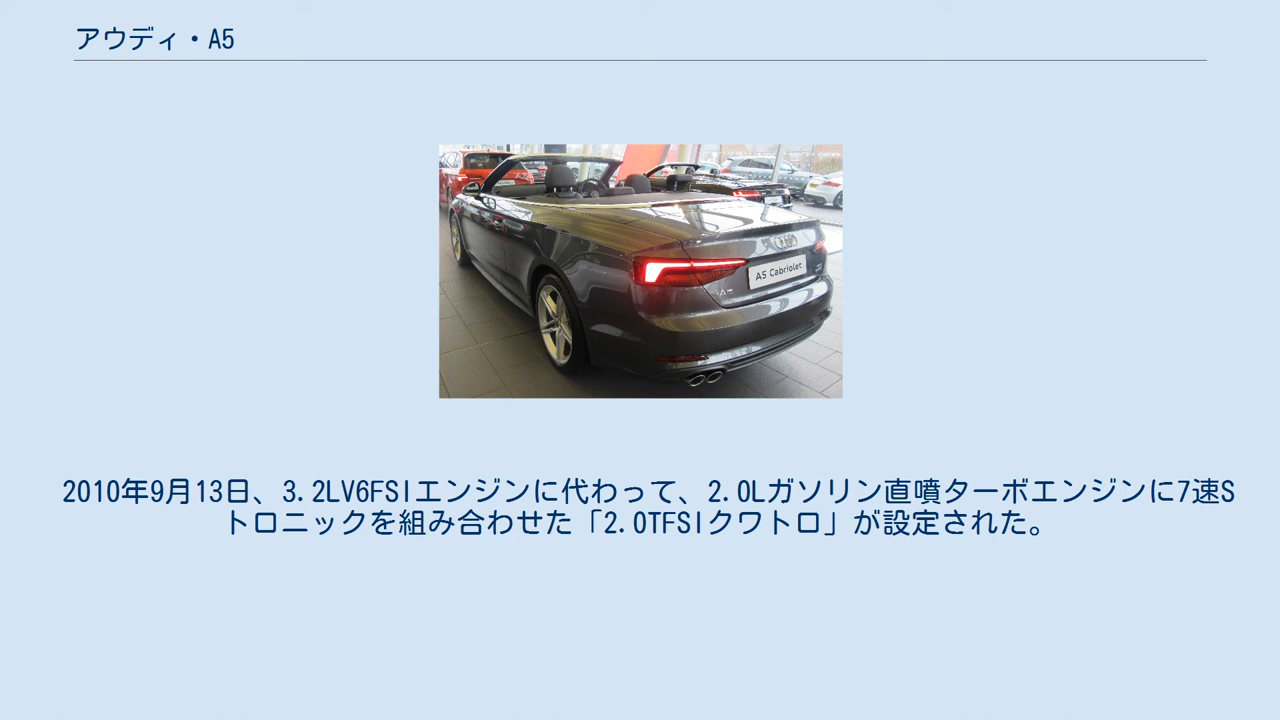 アウディ・A5
A5 Cabriolet
2010年9月13日、3.2LV6FSIエンジンに代わって、2.0Lガソリン直噴ターボエンジンに7速S
トロニックを組み合わせた「2.0TFSIクワトロ」が設定された。